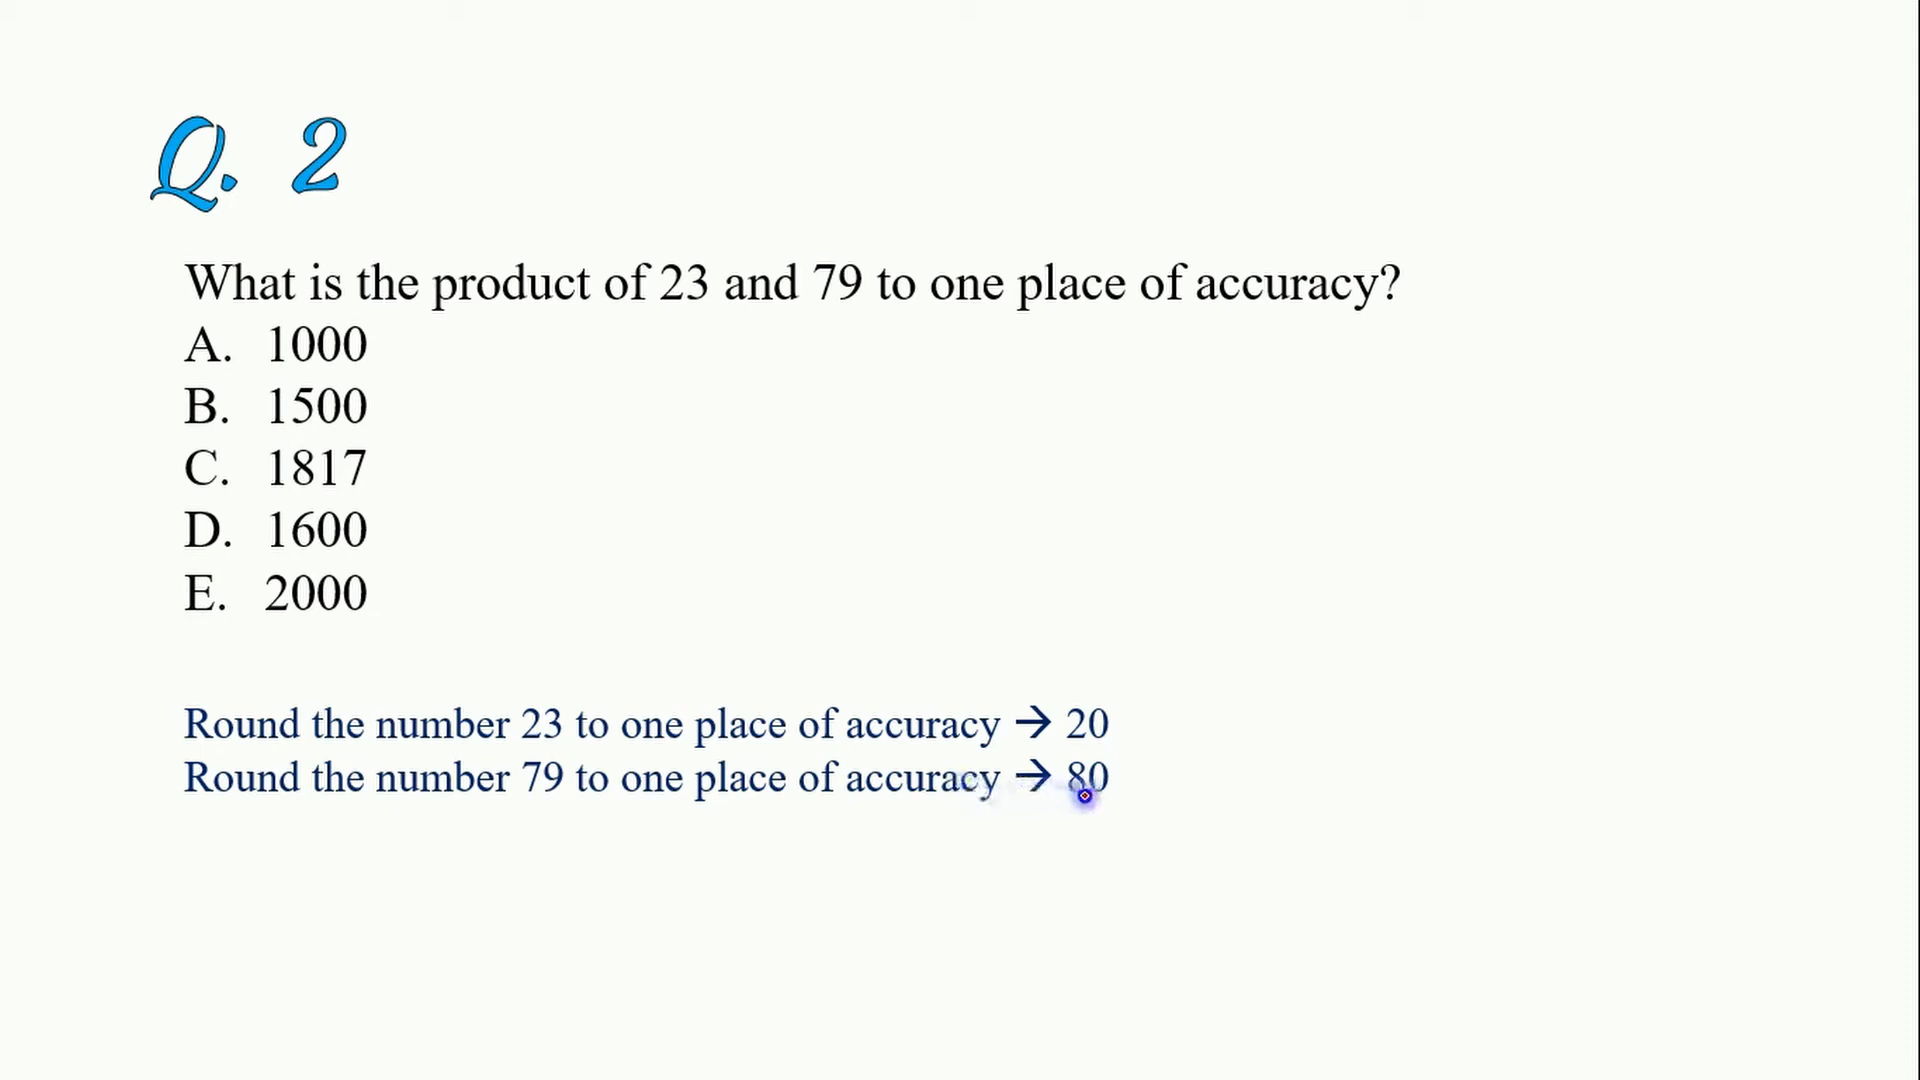 Q. 2
What is the product of 23 and 79 to one place of accuracy?
A. 1000
B. 1500
C. 1817
D. 1600
E. 2000
Round the number 23 to one place of accuracy → 20
Round the number 79 to one place of accuracy → 80